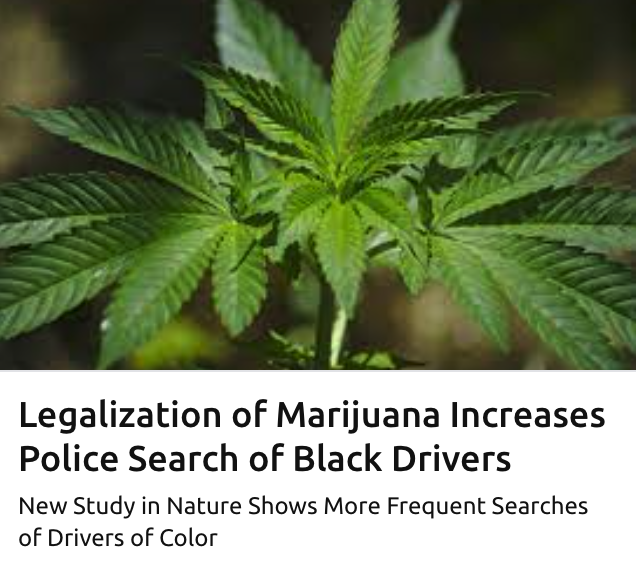 Legalization of Marijuana Increases
Police Search of Black Drivers
New Study in Nature Shows More Frequent Searches
of Drivers of Color